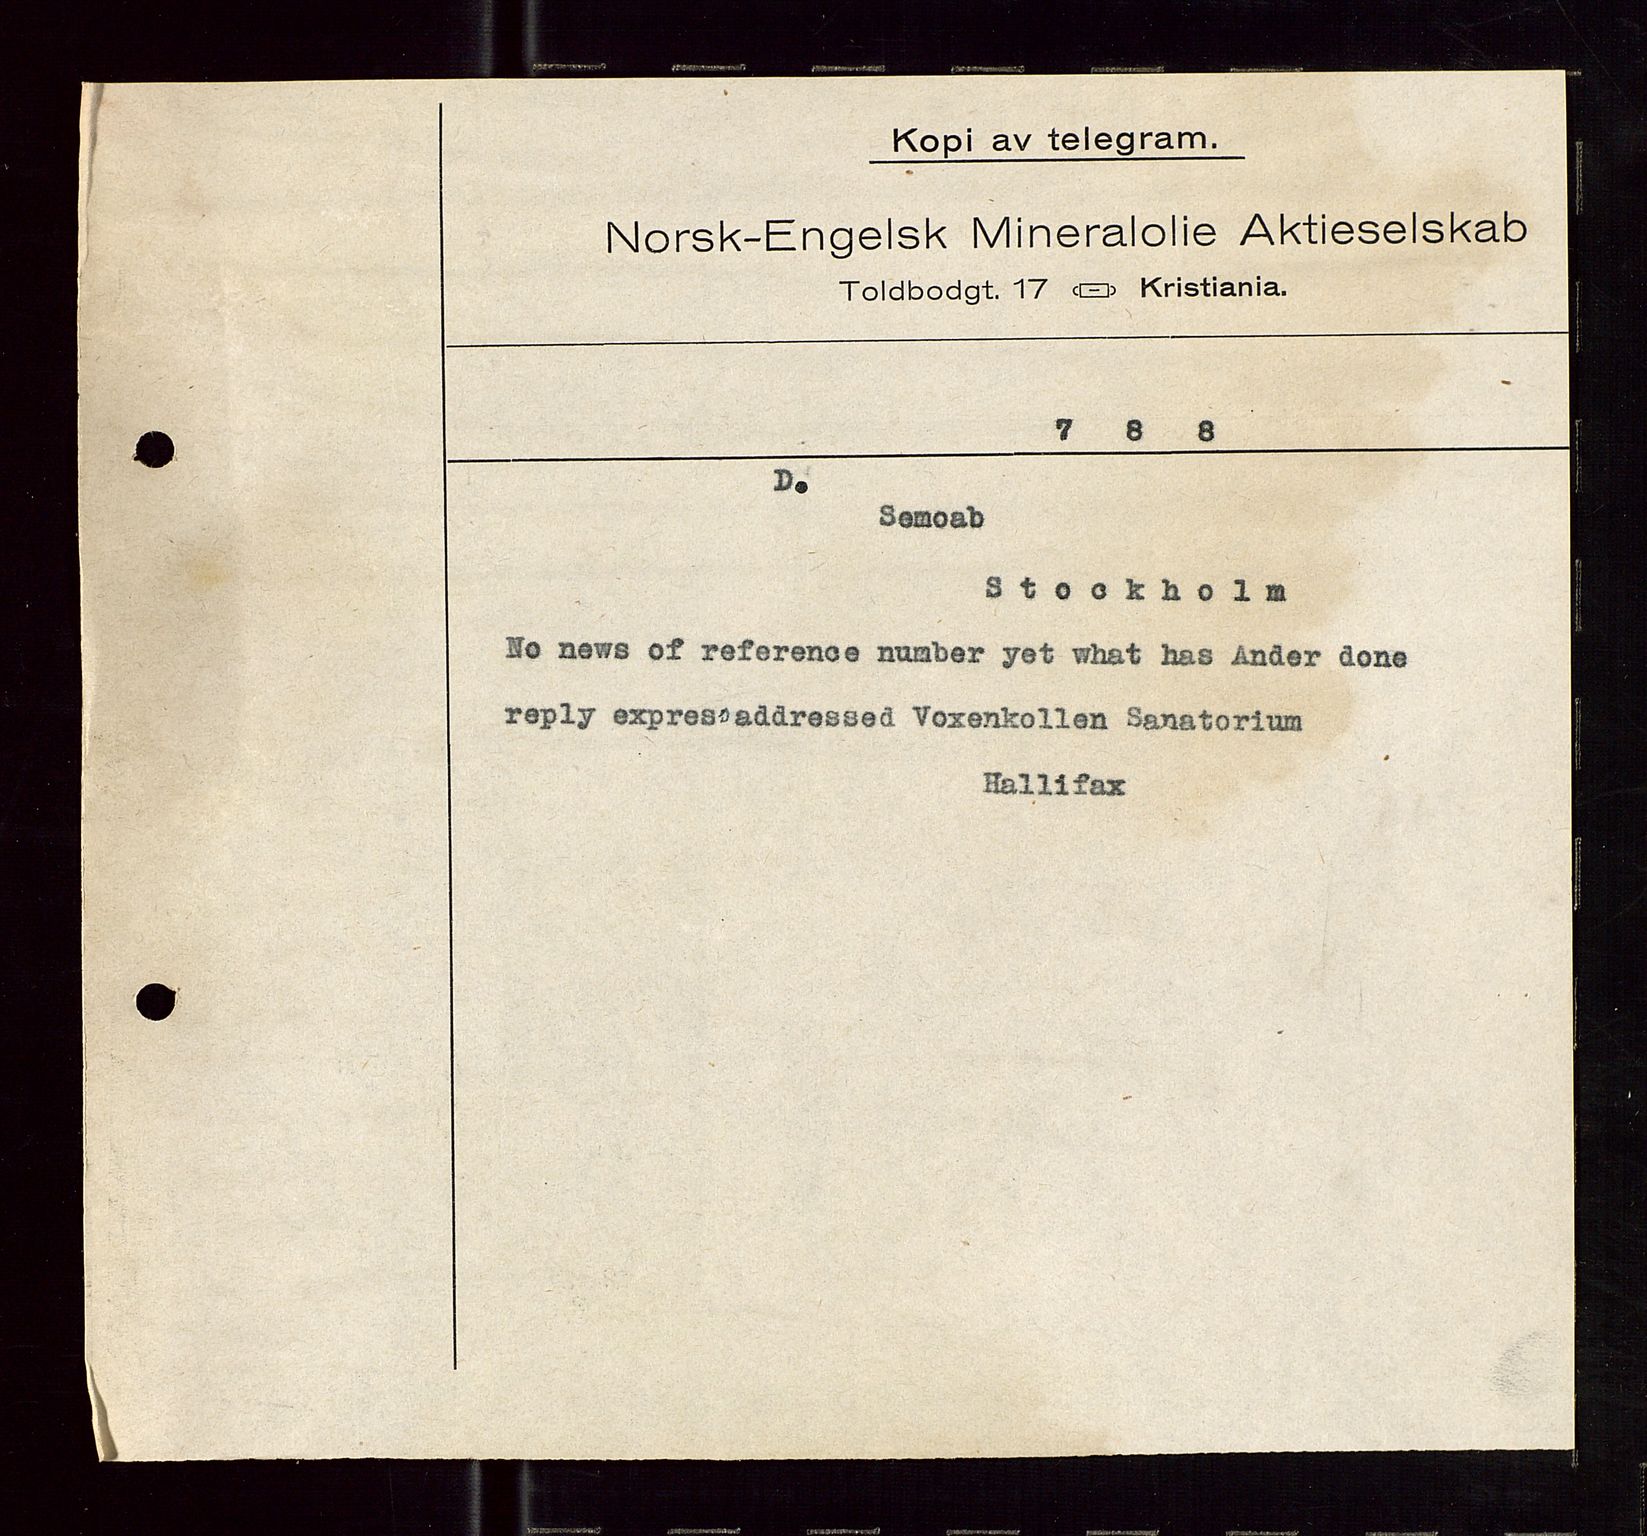 Kopi av telegram.
Norsk-Engelsk Mineralolie Aktieselskab
Toldbodgt. 17 Kristiania.
7 8 8
D.
Semoab
Stockholm
No news of reference number yet what has Ander done
reply express addressed Voxenkollen Sanatorium
Hallifax